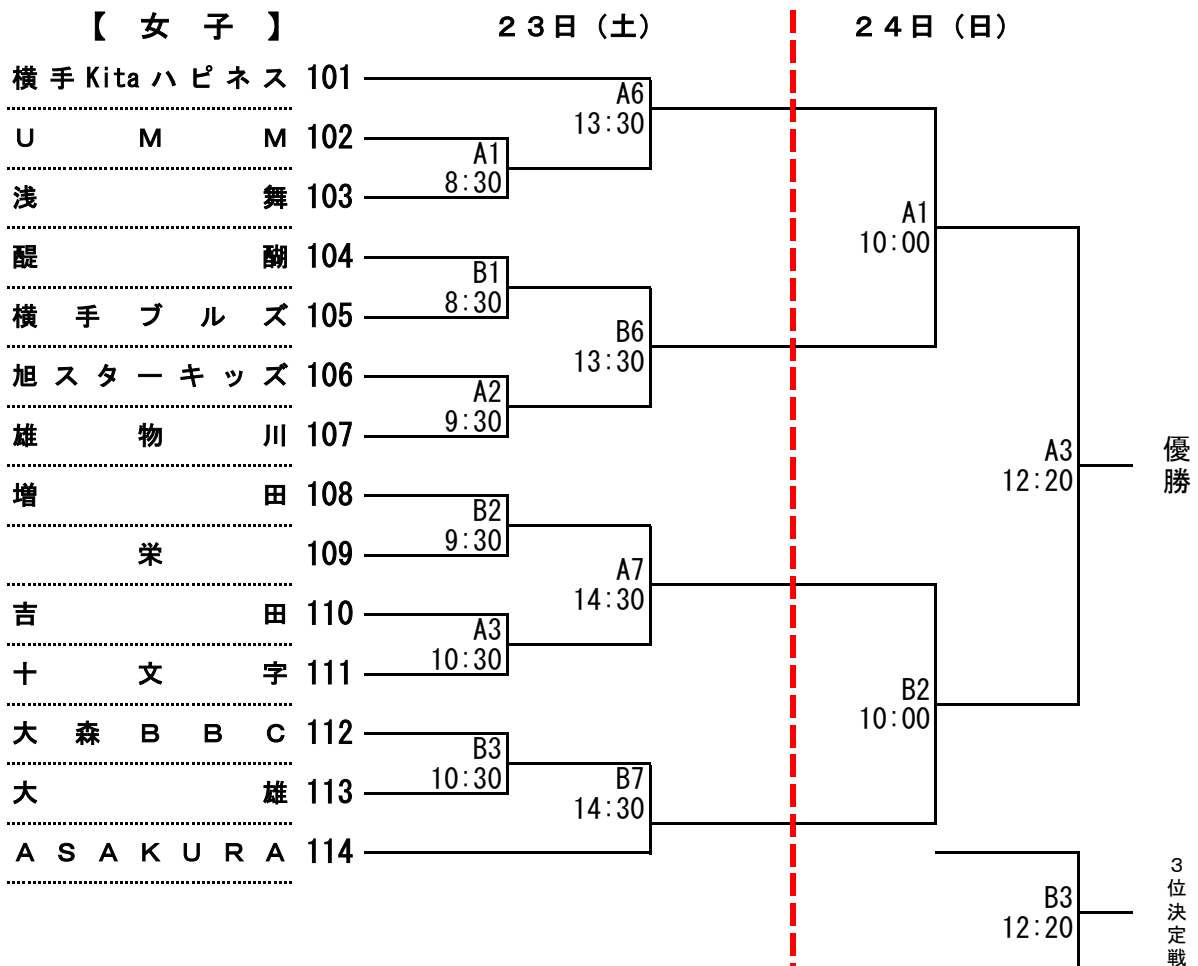 【 女 子 】 ２３日（土） ２４日（日）
横手Kitaハピネス 101
A6
13:30
ＵＭＭ 102
A1
8:30
浅舞 103
A1
10:00
醍醐 104
B1
8:30
横手ブルズ 105
B6
13:30
旭スターキッズ 106
A2
9:30
雄物川 107
A3
12:20
優勝
増田 108
B2
9:30
栄 109
A7
14:30
吉田 110
A3
10:30
十文字 111
B2
10:00
大森ＢＢＣ 112
B3
10:30
大雄 113
B7
14:30
ＡＳＡＫＵＲＡ 114
B3
12:20
３位決定戦